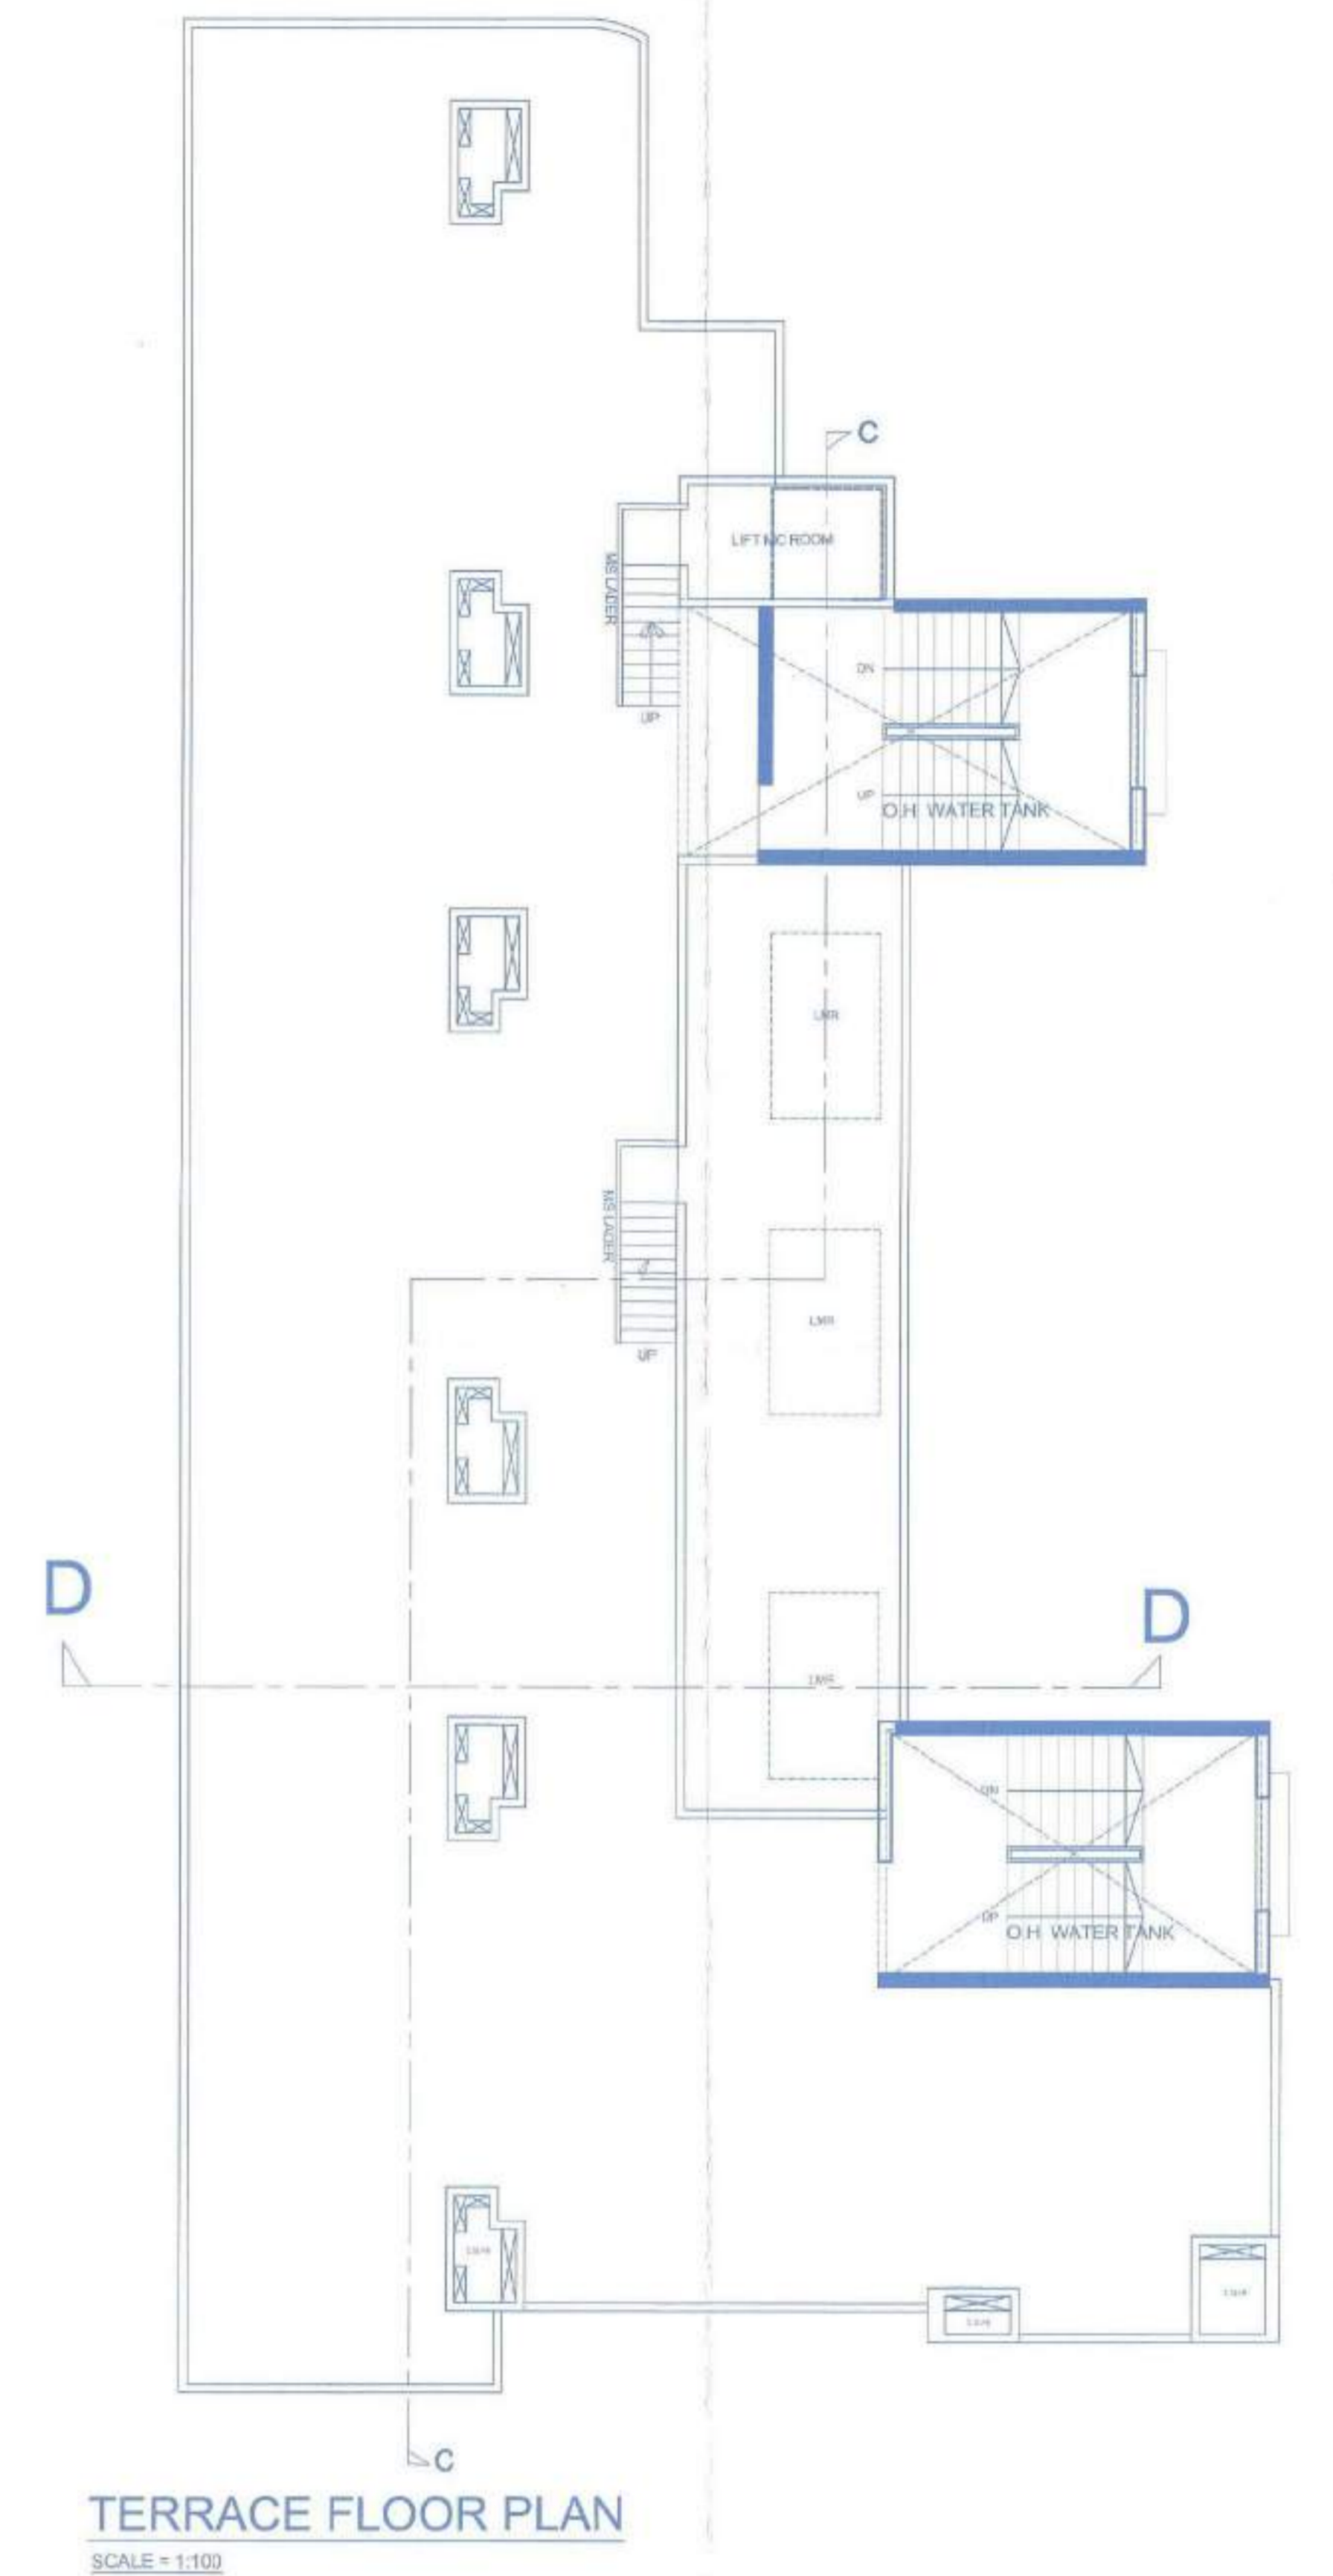 C
LIFT MC ROOM
MS LADER
DN
UP
UP
O.H WATER TANK
LMR
MS LADER
LMR
UP
D
D
LMR
DN
UP
O.H WATER TANK
C
TERRACE FLOOR PLAN
SCALE = 1:100